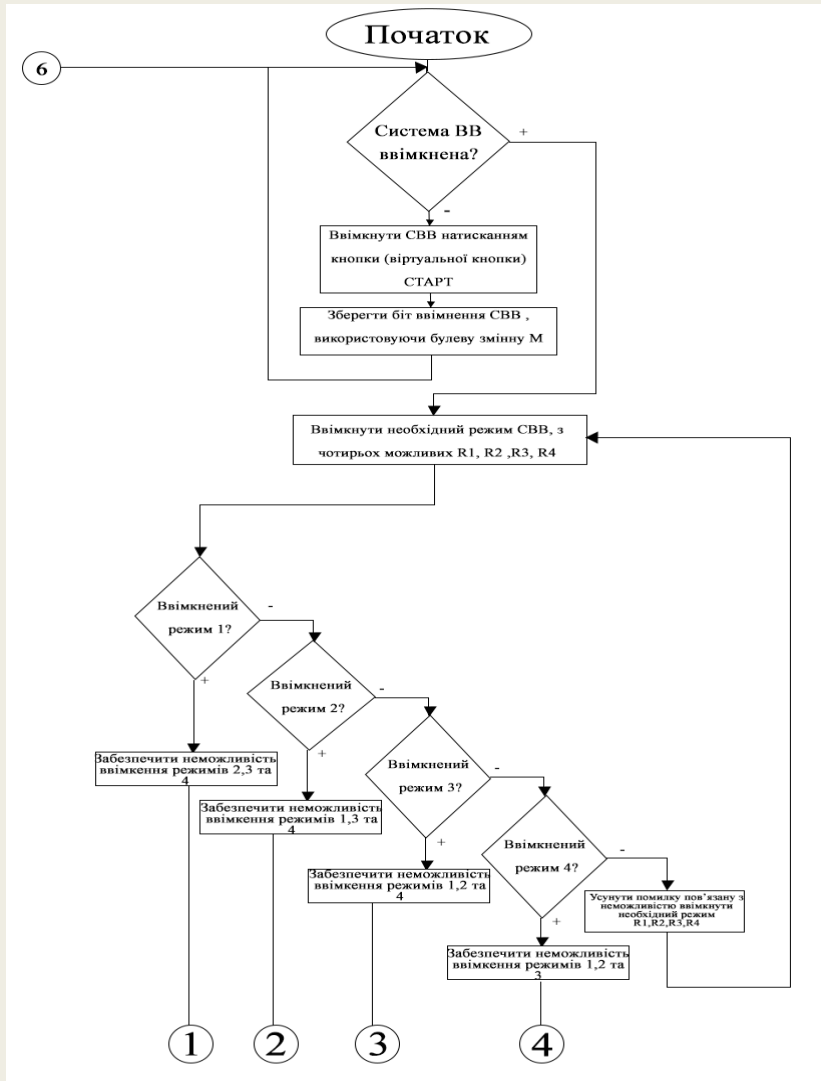 Початок
6
Система ВВ
ввімкнена?
+
-
Ввімкнути СВВ натисканням
кнопки (віртуальної кнопки)
СТАРТ
Зберегти біт ввімнення СВВ ,
використовуючи булеву змінну М
Ввімкнути необхідний режим СВВ, з
чотирьох можливих R1, R2 ,R3, R4
Ввімкнений
режим 1?
-
+
Ввімкнений
режим 2?
-
+
Ввімкнений
режим 3?
-
+
Ввімкнений
режим 4?
-
+
Забезпечити неможливість
ввімкення режимів 2,3 та
4
Забезпечити неможливість
ввімкення режимів 1,3 та
4
Забезпечити неможливість
ввімкення режимів 1,2 та
4
Усунути помилку пов’язану з
неможливістю ввімкнути
необхідний режим
R1,R2,R3,R4
Забезпечити неможливість
ввімкення режимів 1,2 та
3
1
2
3
4